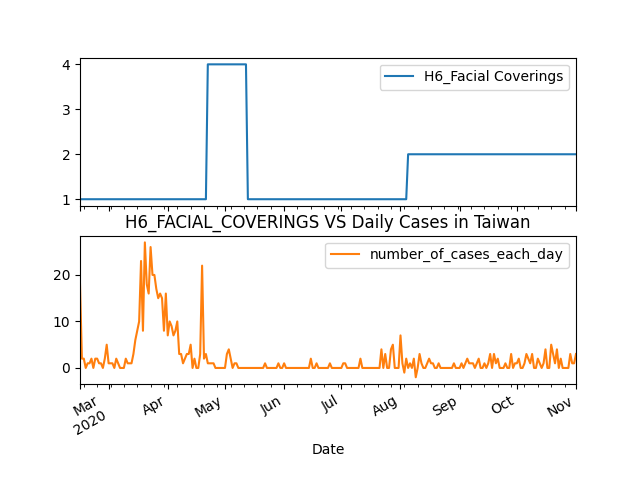 4
3
2
1
H6_Facial Coverings
H6_FACIAL_COVERINGS VS Daily Cases in Taiwan
20
10
0
number_of_cases_each_day
Mar
2020
Apr
May
Jun
Jul
Aug
Sep
Oct
Nov
Date